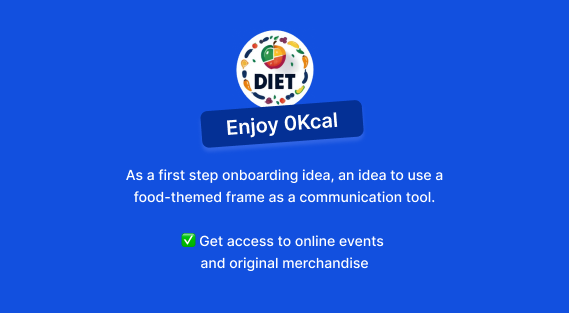 DIET
Enjoy 0Kcal
As a first step onboarding idea, an idea to use a
food-themed frame as a communication tool.
✅ Get access to online events
and original merchandise